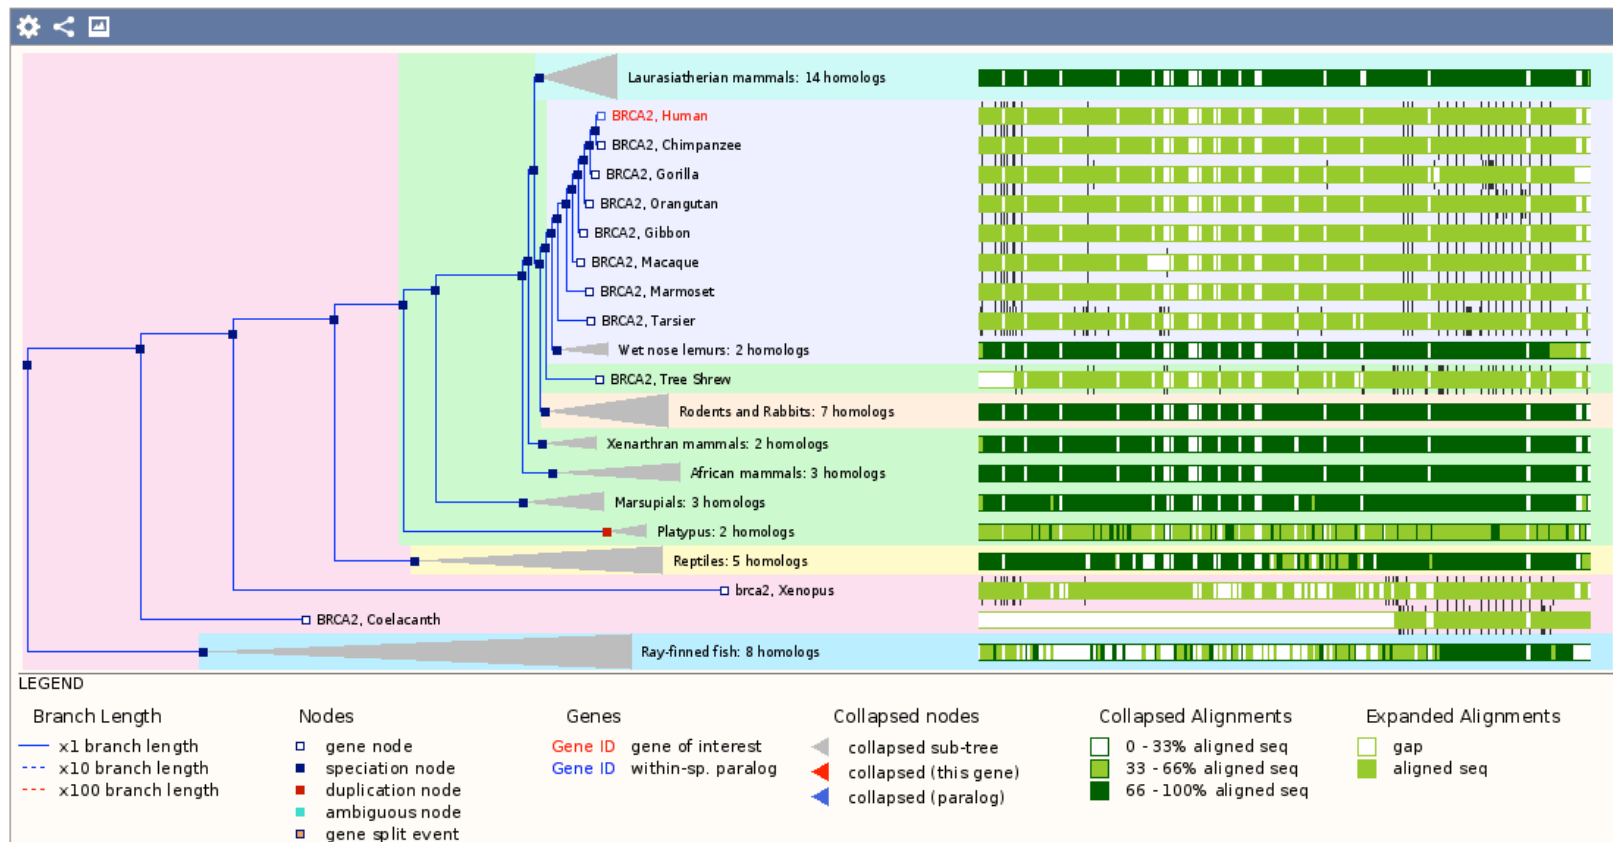 Laurasiatherian mammals: 14 homologs
BRCA2, Human
BRCA2, Chimpanzee
BRCA2, Gorilla
BRCA2, Orangutan
BRCA2, Gibbon
BRCA2, Macaque
BRCA2, Marmoset
BRCA2, Tarsier
Wet nose lemurs: 2 homologs
BRCA2, Tree Shrew
Rodents and Rabbits: 7 homologs
Xenarthran mammals: 2 homologs
African mammals: 3 homologs
Marsupials: 3 homologs
Platypus: 2 homologs
Reptiles: 5 homologs
brca2, Xenopus
BRCA2, Coelacanth
Ray-finned fish: 8 homologs
LEGEND
Branch Length
x1 branch length
x10 branch length
x100 branch length
Nodes
gene node
speciation node
duplication node
ambiguous node
gene split event
Genes
Gene ID gene of interest
Gene ID within-sp. paralog
Collapsed nodes
collapsed sub-tree
collapsed (this gene)
collapsed (paralog)
Collapsed Alignments
0 - 33% aligned seq
33 - 66% aligned seq
66 - 100% aligned seq
Expanded Alignments
gap
aligned seq